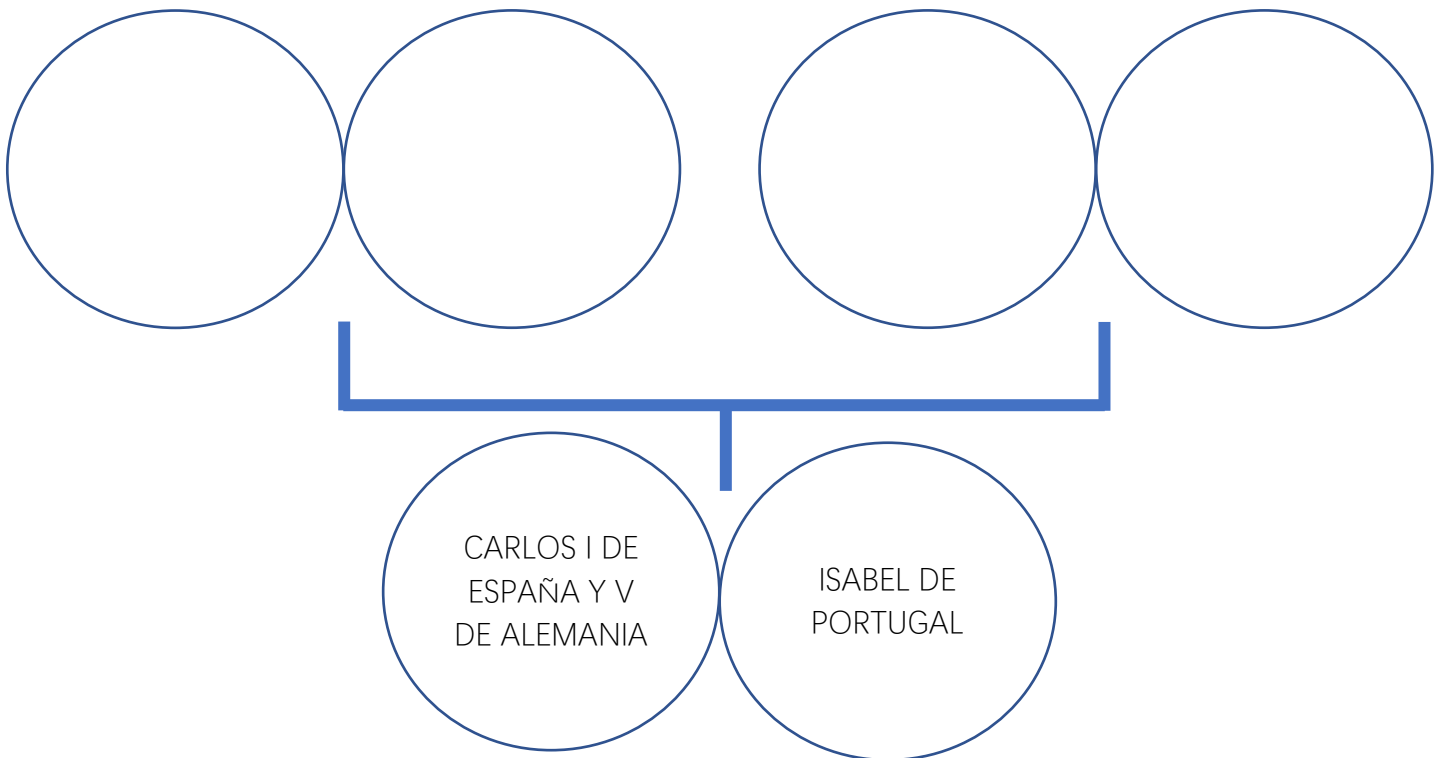 CARLOS I DE
ESPAÑA Y V
DE ALEMANIA
ISABEL DE
PORTUGAL